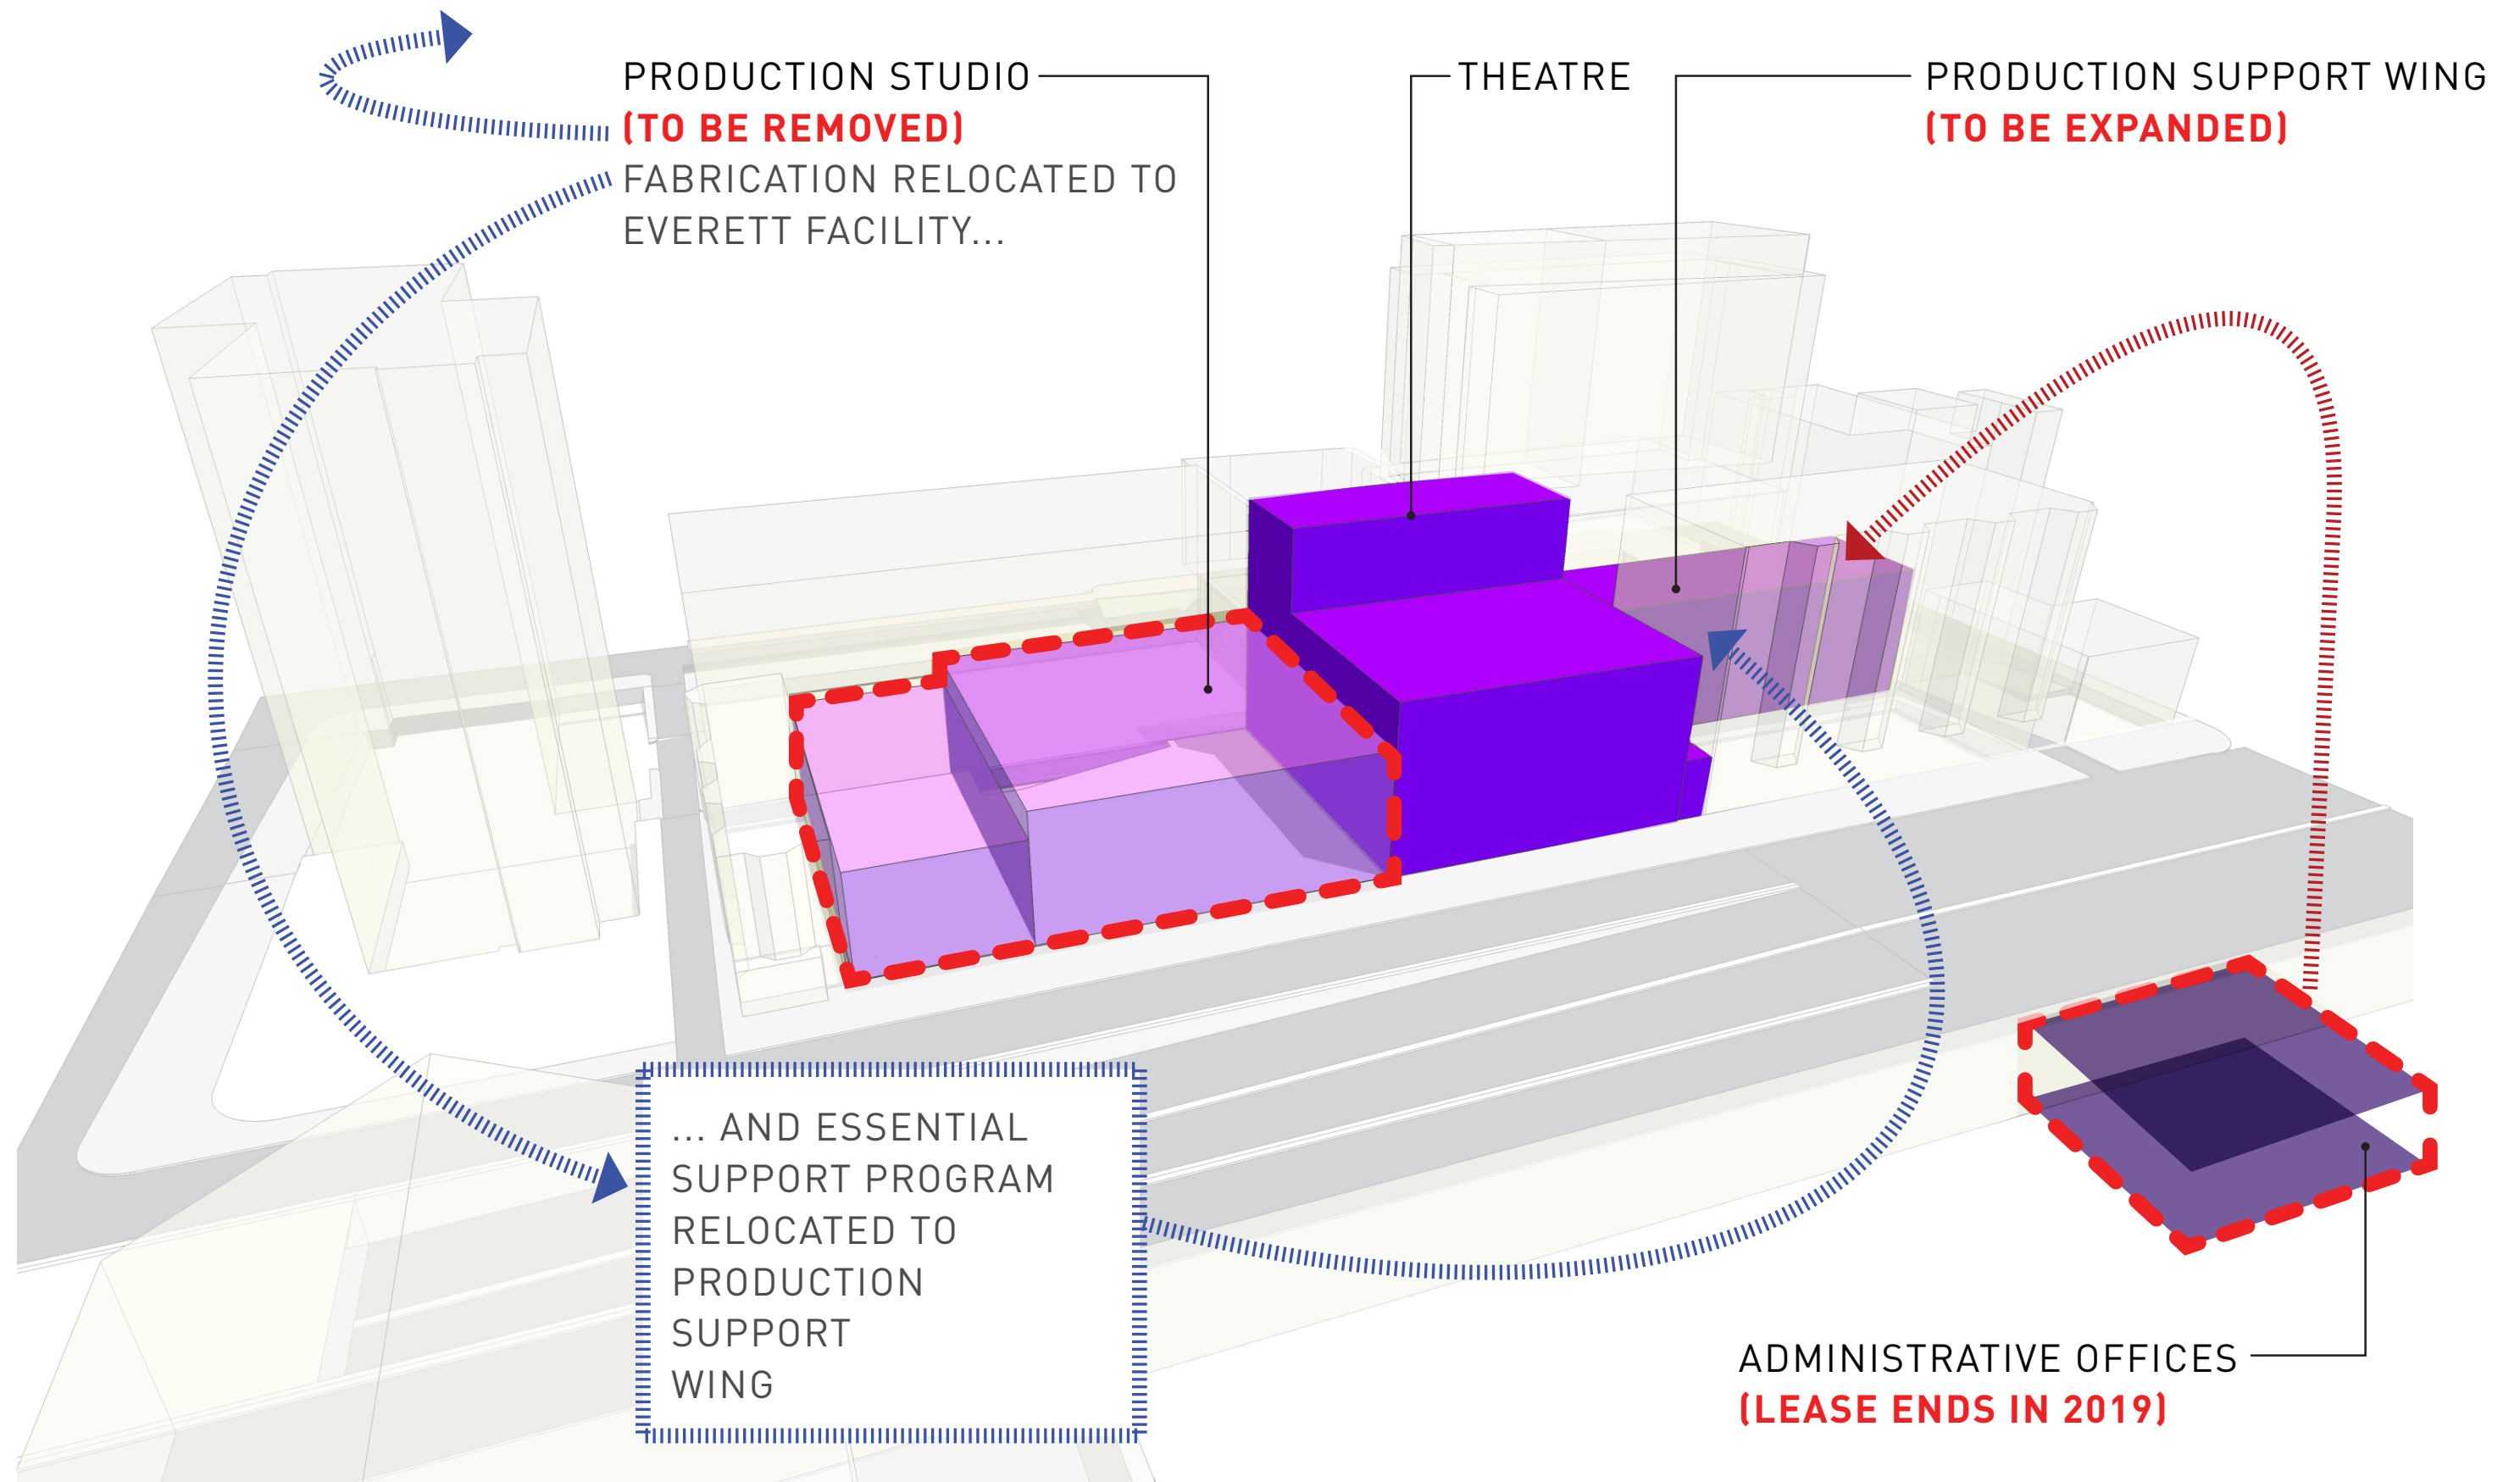 PRODUCTION STUDIO
(TO BE REMOVED)
FABRICATION RELOCATED TO
EVERETT FACILITY...
THEATRE
PRODUCTION SUPPORT WING
(TO BE EXPANDED)
... AND ESSENTIAL
SUPPORT PROGRAM
RELOCATED TO
PRODUCTION
SUPPORT
WING
ADMINISTRATIVE OFFICES
(LEASE ENDS IN 2019)